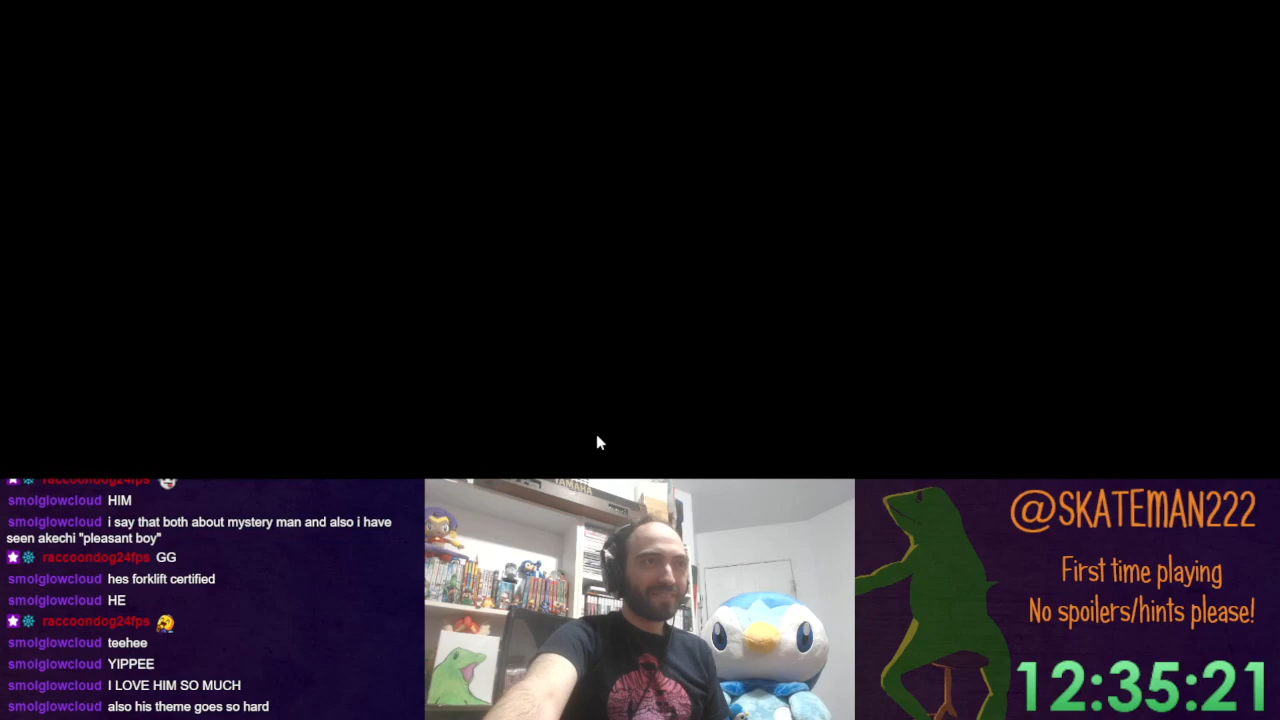 raccoondog24fps
smolglowcloud HIM
smolglowcloud i say that both about mystery man and also i have
seen akechi "pleasant boy"
raccoondog24fps GG
smolglowcloud hes forklift certified
smolglowcloud HE
raccoondog24fps
smolglowcloud teehee
smolglowcloud YIPPEE
smolglowcloud I LOVE HIM SO MUCH
smolglowcloud also his theme goes so hard
YAMAHA
@SKATEMAN222
First time playing
No spoilers/hints please!
12:35:21